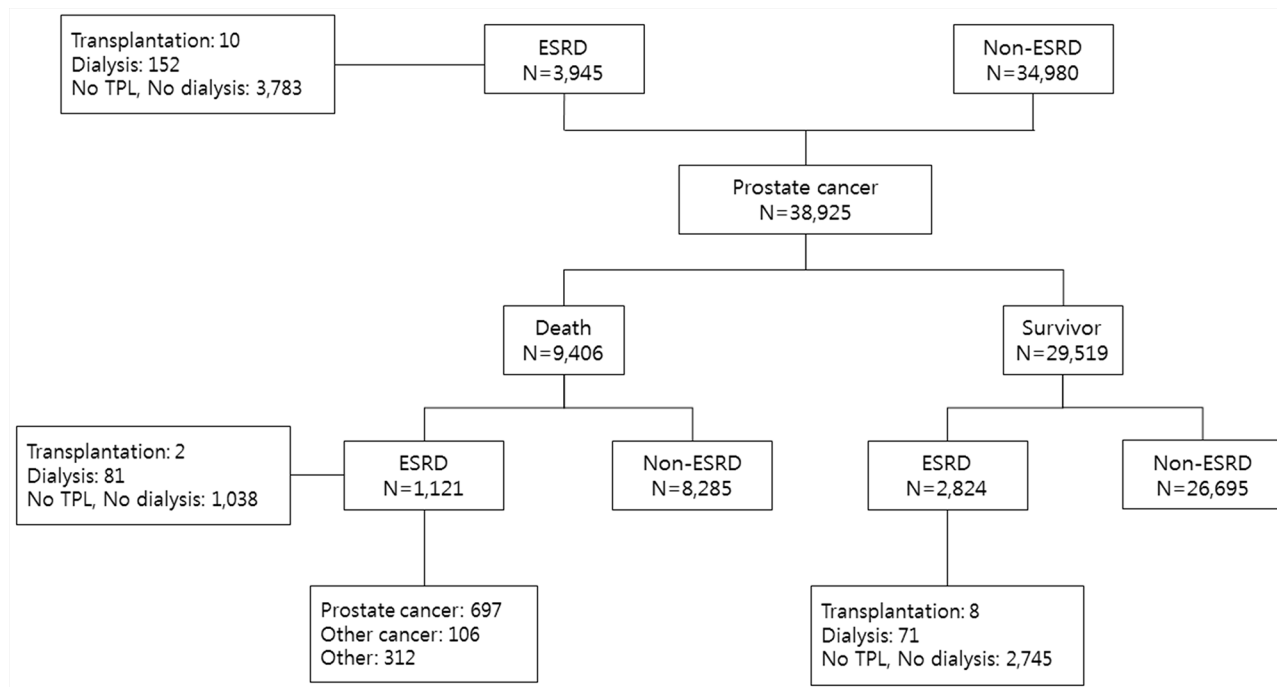 Transplantation: 10
Dialysis: 152
No TPL, No dialysis: 3,783
ESRD
N=3,945
Non-ESRD
N=34,980
Prostate cancer
N=38,925
Death
N=9,406
Survivor
N=29,519
Transplantation: 2
Dialysis: 81
No TPL, No dialysis: 1,038
ESRD
N=1,121
Non-ESRD
N=8,285
ESRD
N=2,824
Non-ESRD
N=26,695
Prostate cancer: 697
Other cancer: 106
Other: 312
Transplantation: 8
Dialysis: 71
No TPL, No dialysis: 2,745